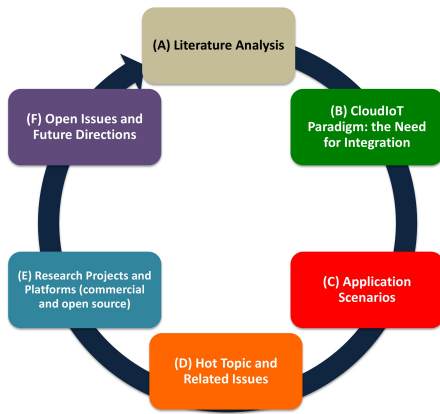 (A) Literature Analysis
(B) CloudIoT
Paradigm: the Need
for Integration
(C) Application
Scenarios
(D) Hot Topic and
Related Issues
(E) Research Projects and
Platforms (commercial
and open source)
(F) Open Issues and
Future Directions